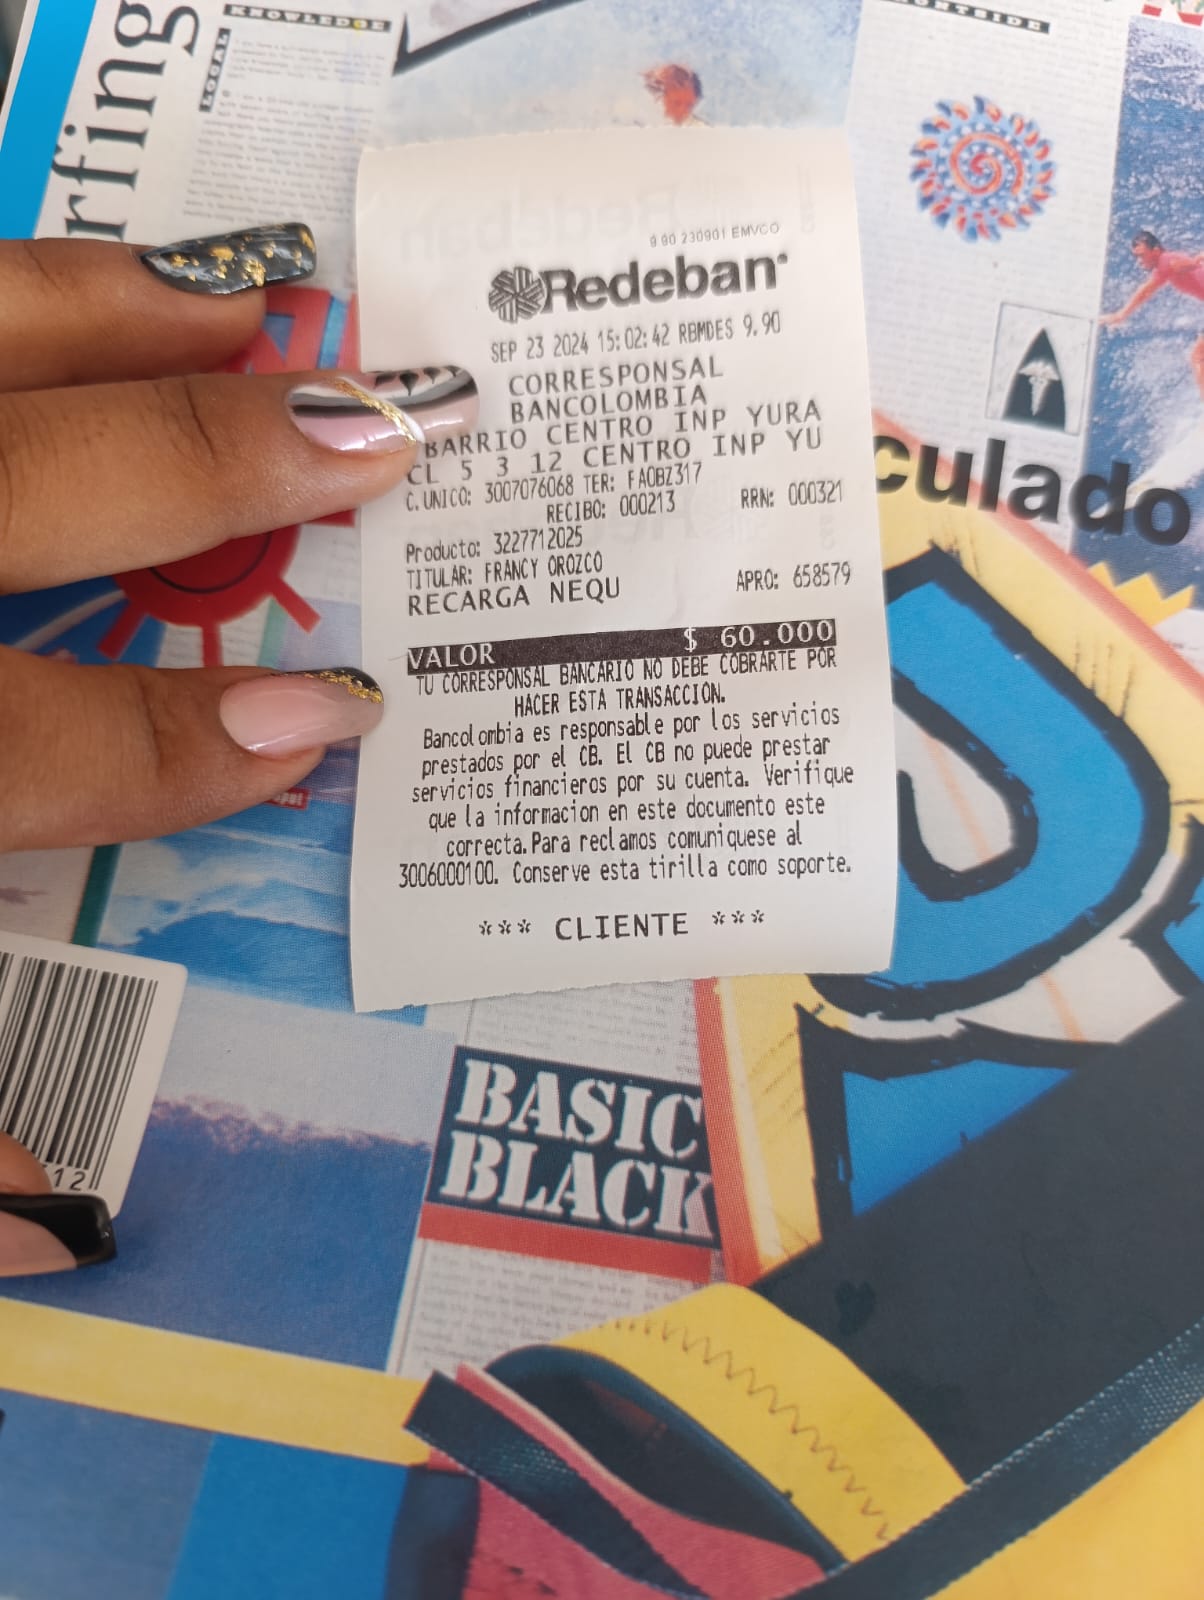 KNOWLEDGE
LOCAL
rfing
9.90 230901 EMVCO
Redeban
SEP 23 2024 15:02:42 RBMDES 9.90
CORRESPONSAL
BANCOLOMBIA
BARRIO CENTRO INP YURA
CL 5 3 12 CENTRO INP YU
C. UNICO: 3007076068 TER: FAOBZ317
RECIBO: 000213 RRN: 000321
Producto: 3227712025
TITULAR: FRANCY OROZCO
RECARGA NEQU APRO: 658579
VALOR $ 60.000
TU CORRESPONSAL BANCARIO NO DEBE COBRARTE POR
HACER ESTA TRANSACCION.
Bancolombia es responsable por los servicios
prestados por el CB. El CB no puede prestar
servicios financieros por su cuenta. Verifique
que la informacion en este documento este
correcta.Para reclamos comuniquese al
3006000100. Conserve esta tirilla como soporte.
*** CLIENTE ***
culado
12
BASIC
BLACK